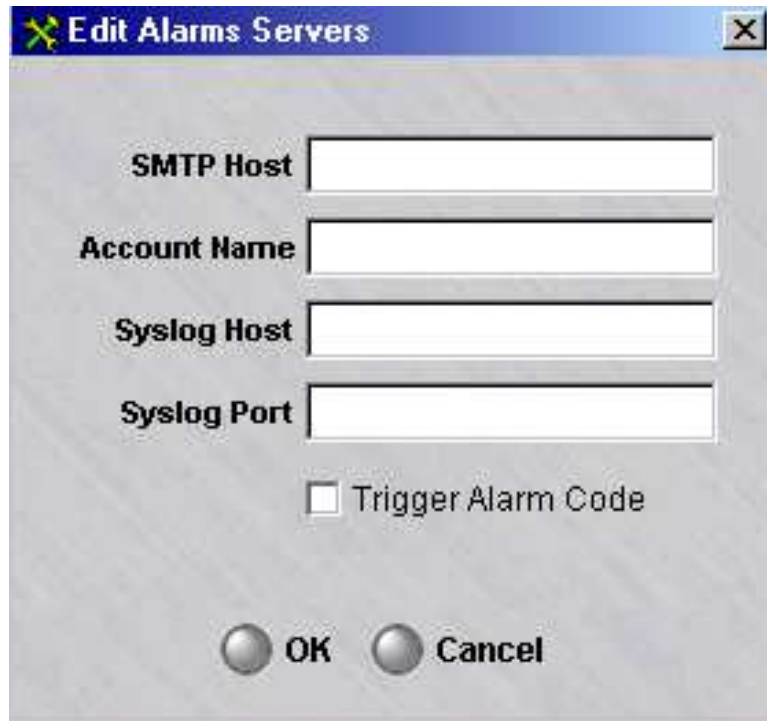 Edit Alarms Servers
SMTP Host
Account Name
Syslog Host
Syslog Port
Trigger Alarm Code
OK Cancel